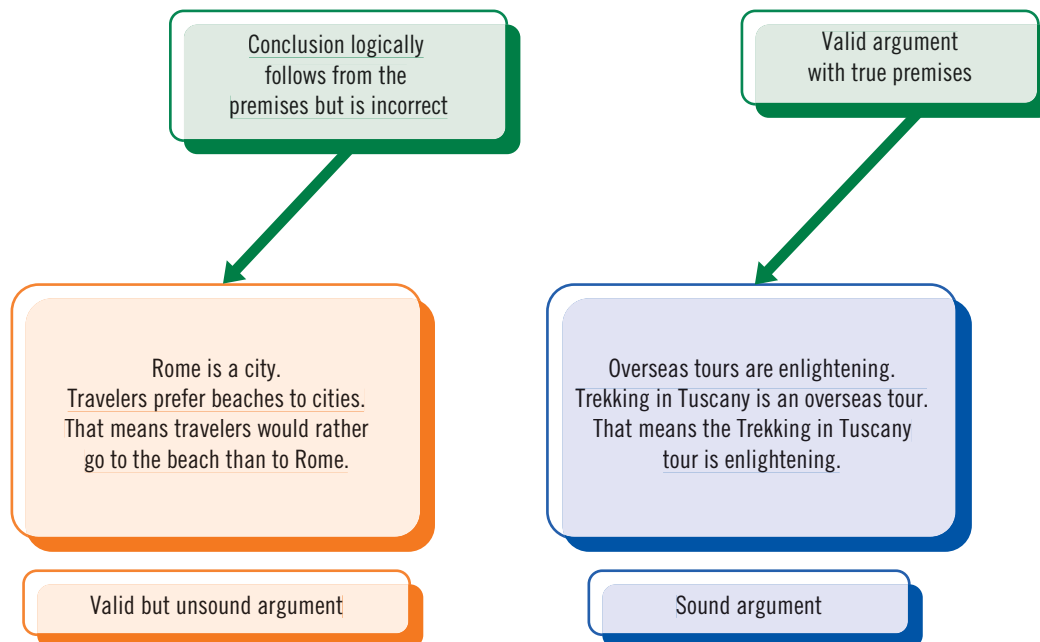 Conclusion logically
follows from the
premises but is incorrect
Valid argument
with true premises
Rome is a city.
Travelers prefer beaches to cities.
That means travelers would rather
go to the beach than to Rome.
Overseas tours are enlightening.
Trekking in Tuscany is an overseas tour.
That means the Trekking in Tuscany
tour is enlightening.
Valid but unsound argument
Sound argument